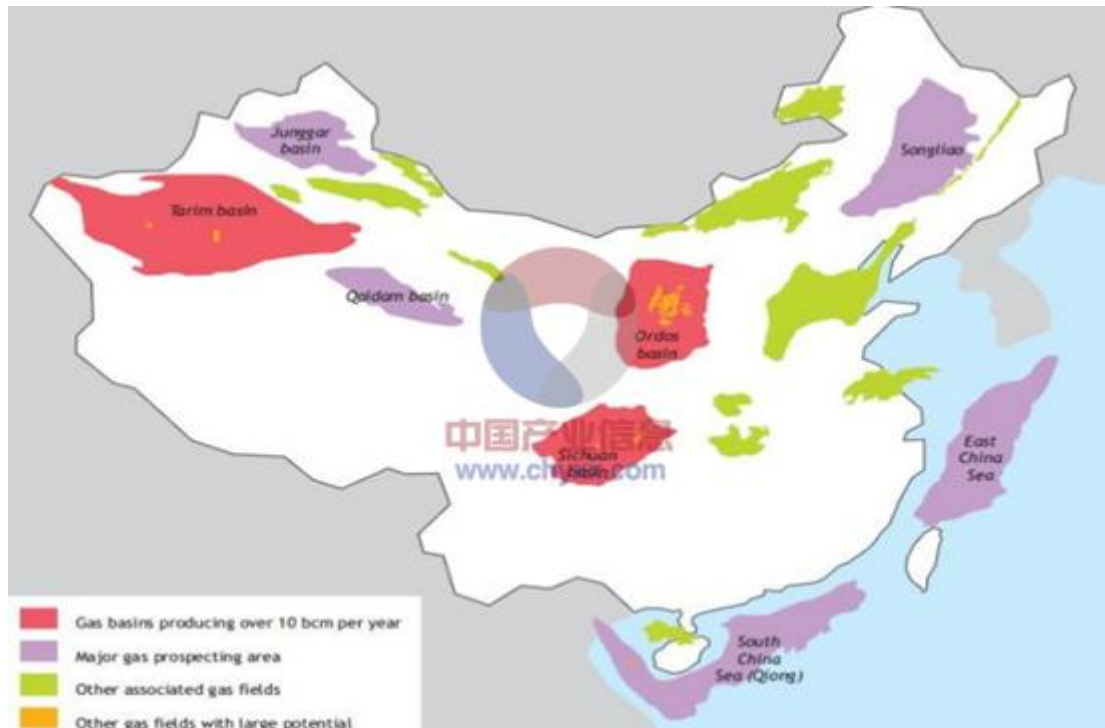 Junggar
basin
Songliao
Tarim basin
Qaidam basin
Ordos
basin
中国产业信息
Sichuan
basin
www.chyxx.com
East
China
Sea
South
China
Sea (Qiong)
Gas basins producing over 10 bcm per year
Major gas prospecting area
Other associated gas fields
Other gas fields with large potential